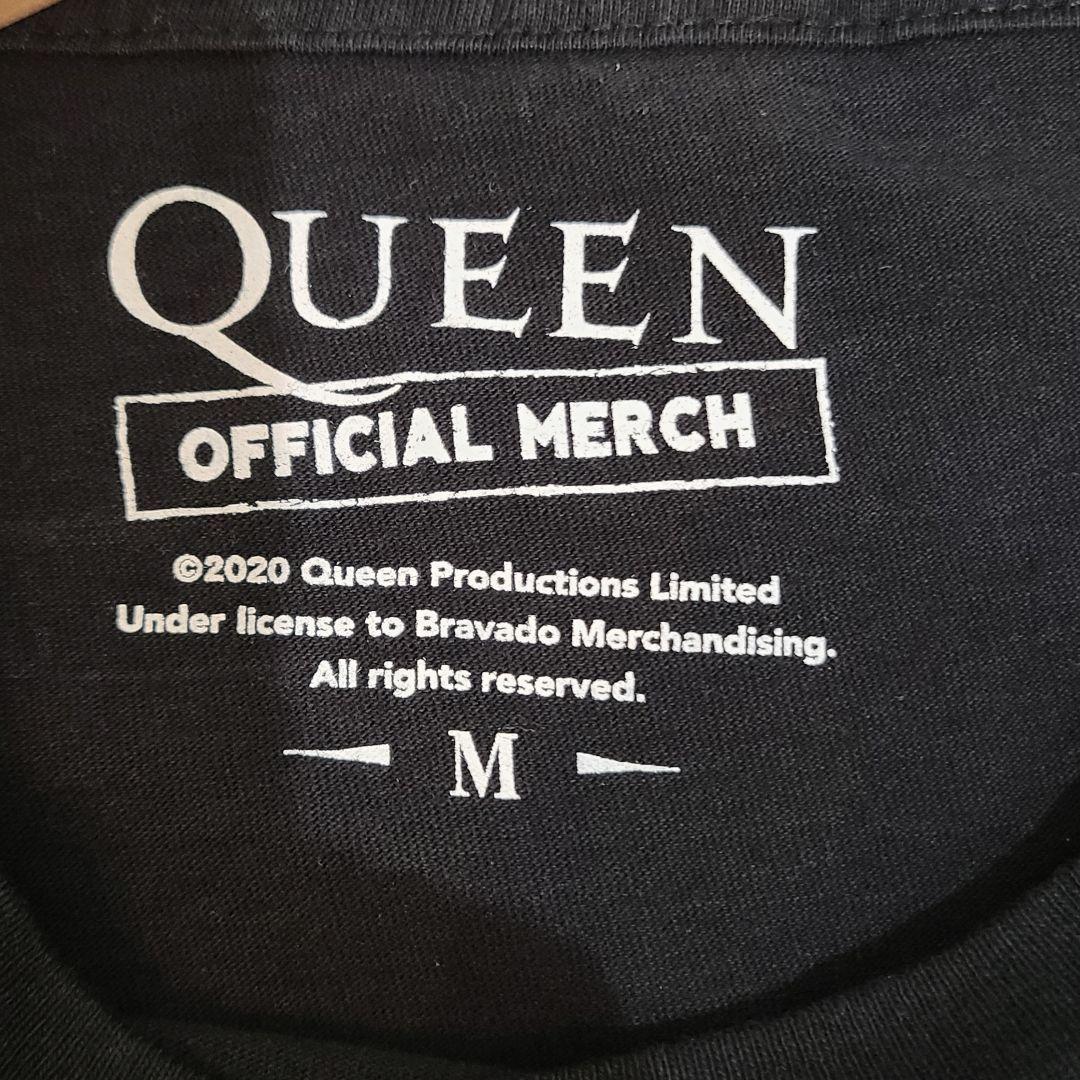 QUEEN
OFFICIAL MERCH
©2020 Queen Productions Limited
Under license to Bravado Merchandising.
All rights reserved.
M